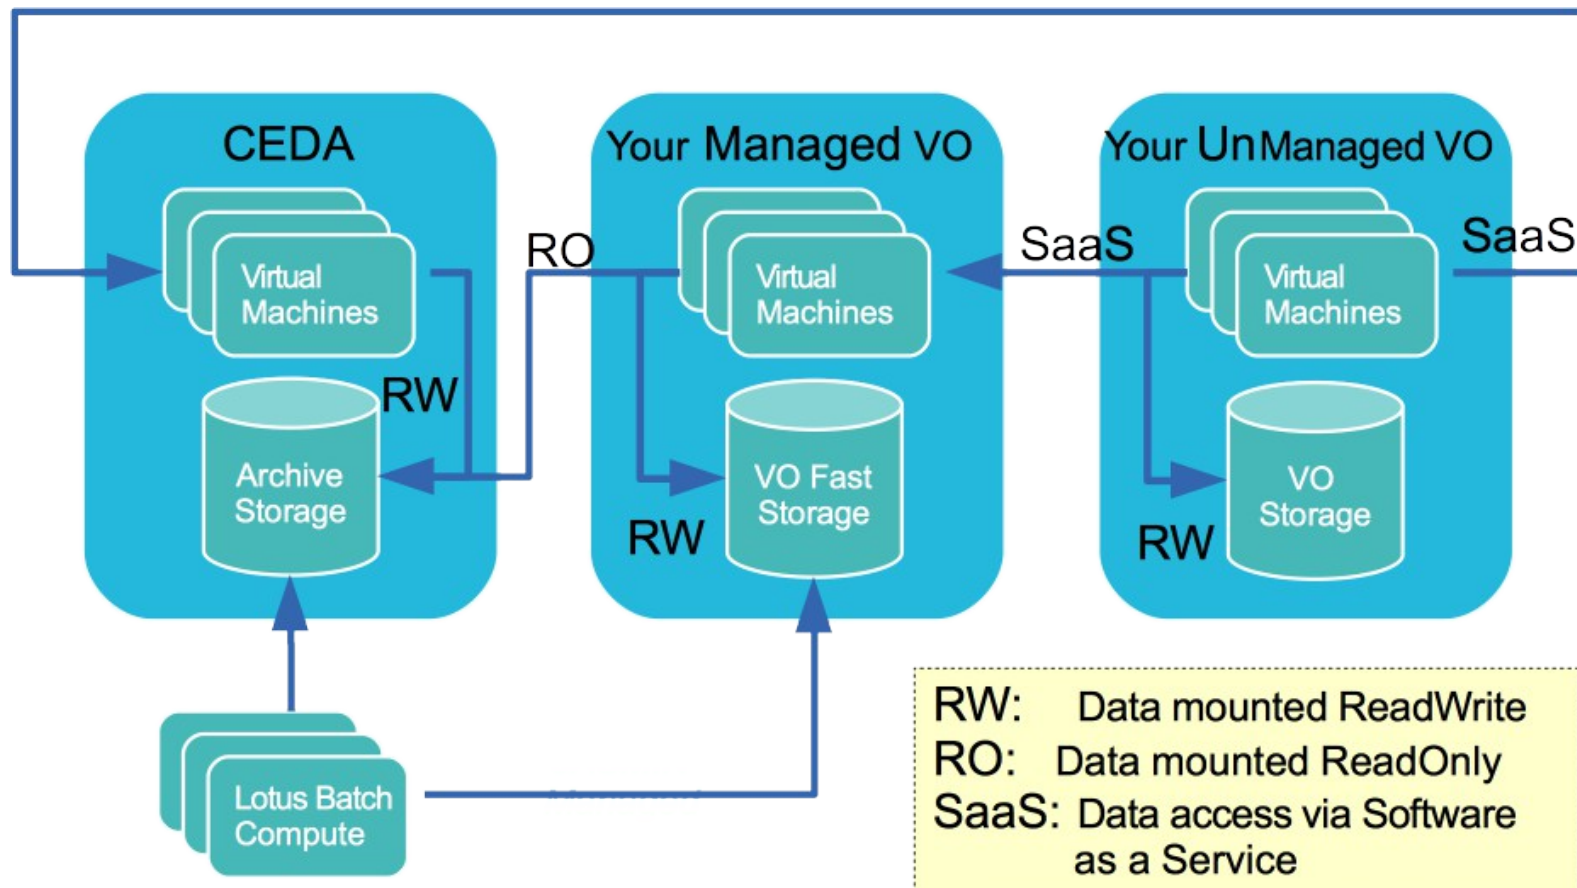 CEDA
Your Managed VO
Your UnManaged VO
Virtual
Machines
RO
Virtual
Machines
SaaS
Virtual
Machines
SaaS
RW
Archive
Storage
VO Fast
Storage
RW
VO
Storage
RW
Lotus Batch
Compute
RW: Data mounted ReadWrite
RO: Data mounted ReadOnly
SaaS: Data access via Software
as a Service